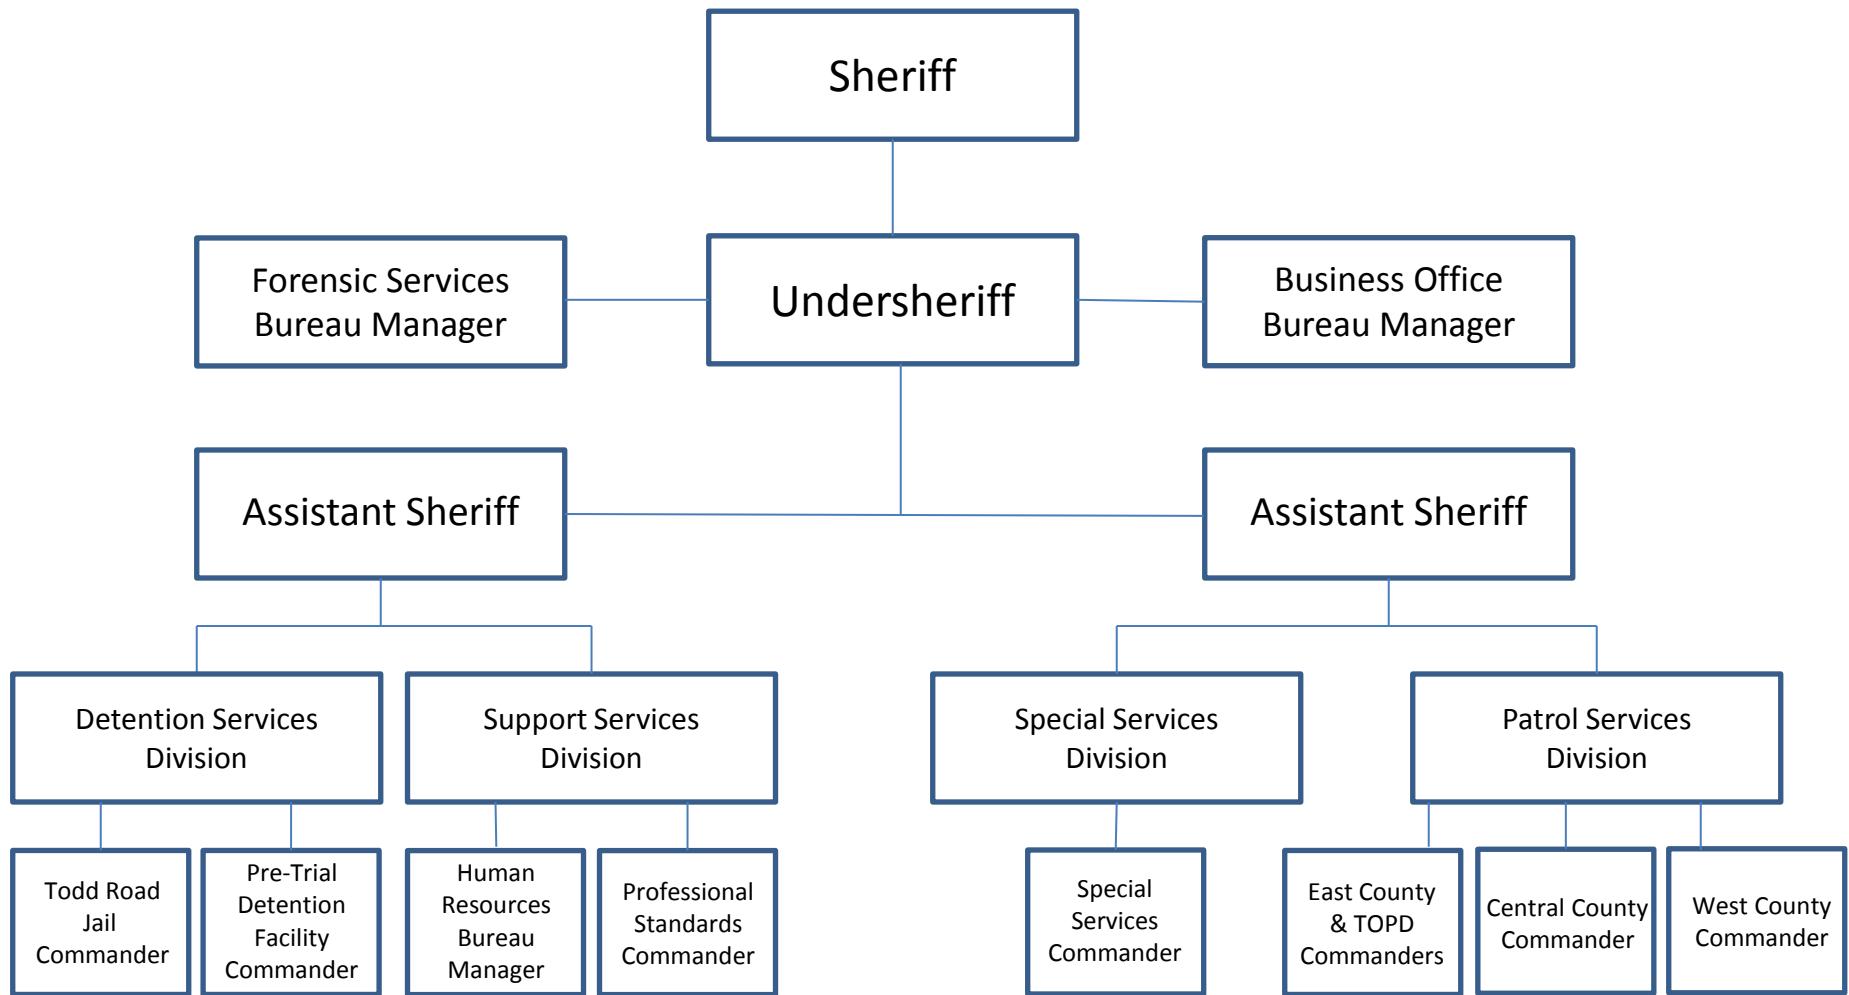 Sheriff
Forensic Services
Bureau Manager
Undersheriff
Business Office
Bureau Manager
Assistant Sheriff
Assistant Sheriff
Detention Services
Division
Support Services
Division
Special Services
Division
Patrol Services
Division
Todd Road
Jail
Commander
Pre-Trial
Detention
Facility
Commander
Human
Resources
Bureau
Manager
Professional
Standards
Commander
Special
Services
Commander
East County
& TOPD
Commanders
Central County
Commander
West County
Commander